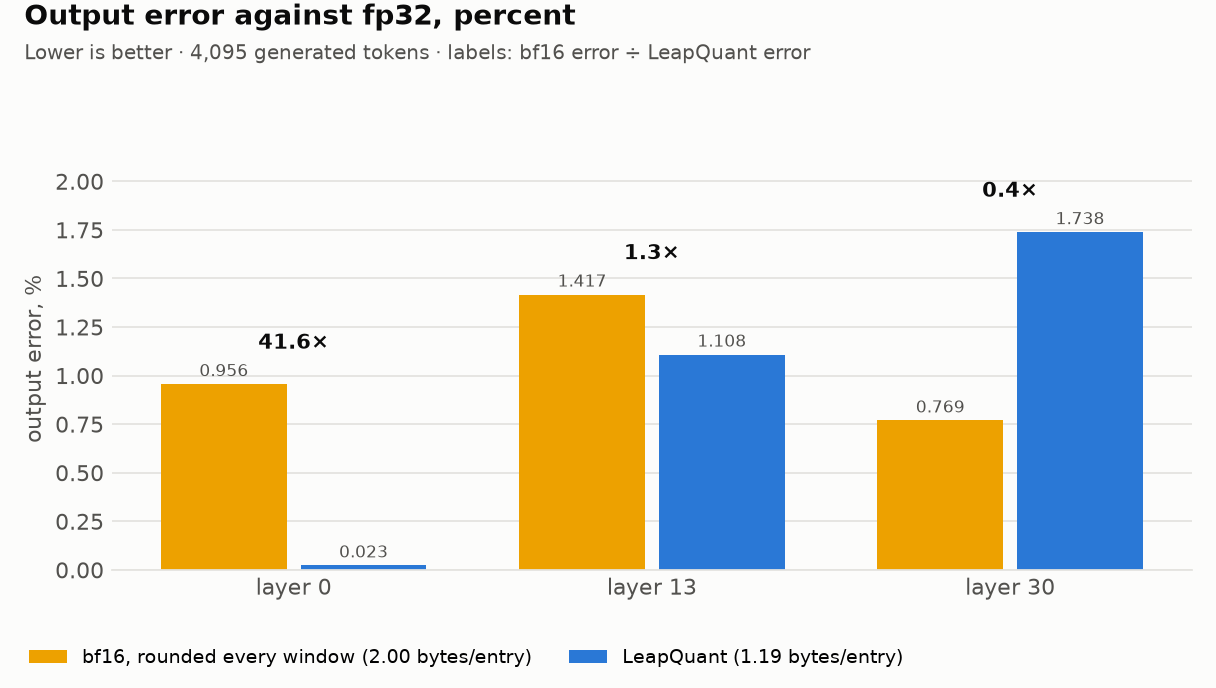 Output error against fp32, percent
Lower is better · 4,095 generated tokens · labels: bf16 error ÷ LeapQuant error
output error, %
2.00
1.75
1.50
1.25
1.00
0.75
0.50
0.25
0.00
41.6×
0.956
0.023
1.3×
1.417
1.108
0.4×
0.769
1.738
layer 0
layer 13
layer 30
bf16, rounded every window (2.00 bytes/entry)
LeapQuant (1.19 bytes/entry)